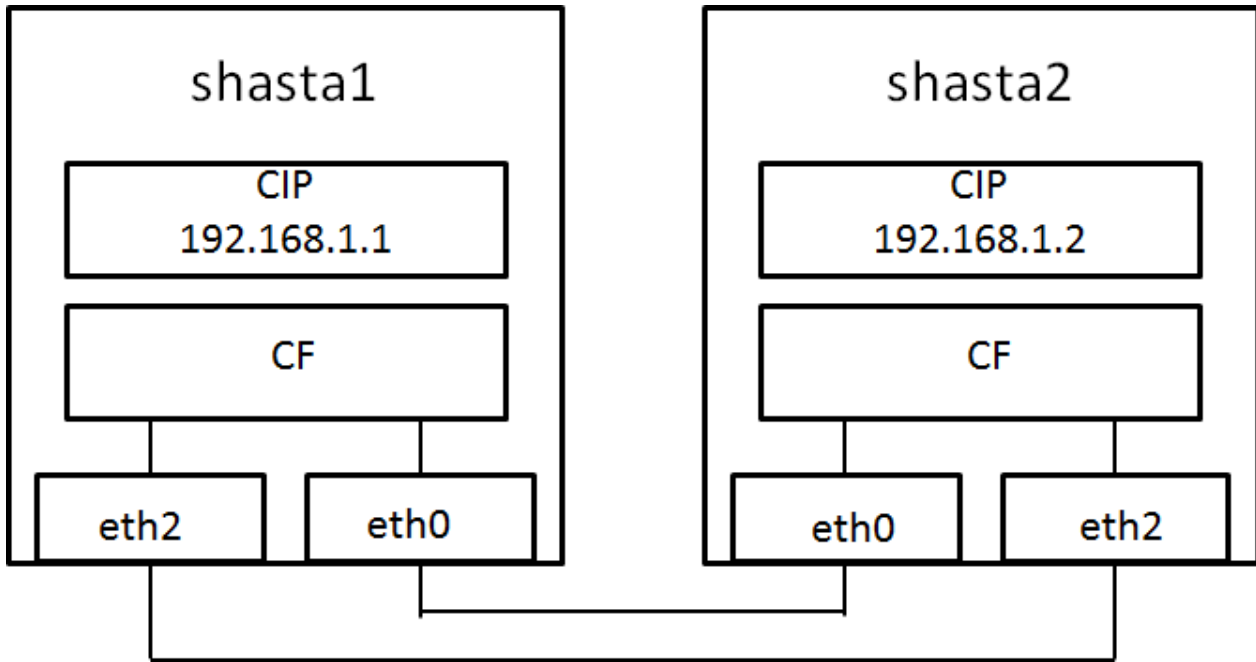 shasta1
CIP
192.168.1.1
CF
eth2
eth0
shasta2
CIP
192.168.1.2
CF
eth0
eth2